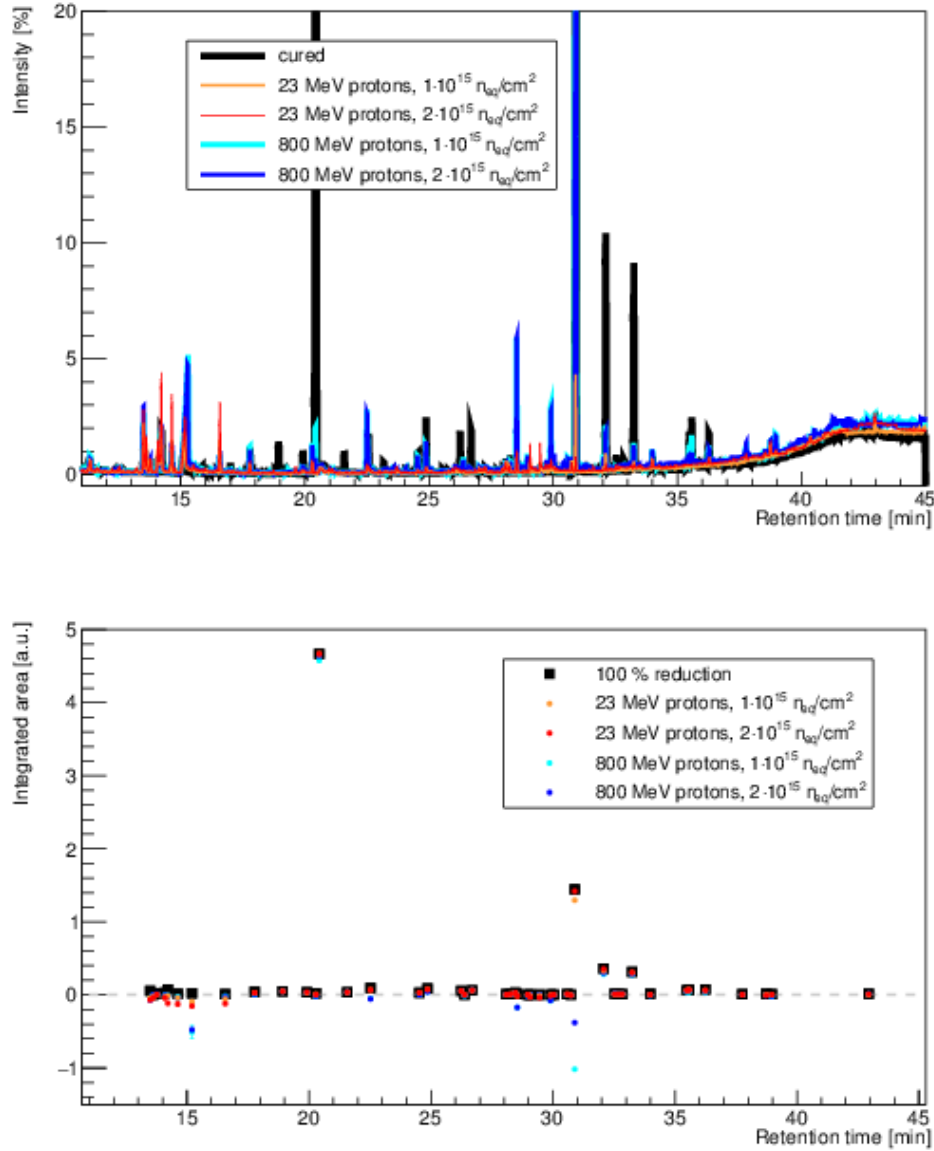 Intensity [%]
20
15
10
5
0
cured
23 MeV protons, 1·10¹⁵ n_eq/cm²
23 MeV protons, 2·10¹⁵ n_eq/cm²
800 MeV protons, 1·10¹⁵ n_eq/cm²
800 MeV protons, 2·10¹⁵ n_eq/cm²
15 20 25 30 35 40 45
Retention time [min]
Integrated area [a.u.]
5
4
3
2
1
0
−1
100 % reduction
23 MeV protons, 1·10¹⁵ n_eq/cm²
23 MeV protons, 2·10¹⁵ n_eq/cm²
800 MeV protons, 1·10¹⁵ n_eq/cm²
800 MeV protons, 2·10¹⁵ n_eq/cm²
15 20 25 30 35 40 45
Retention time [min]